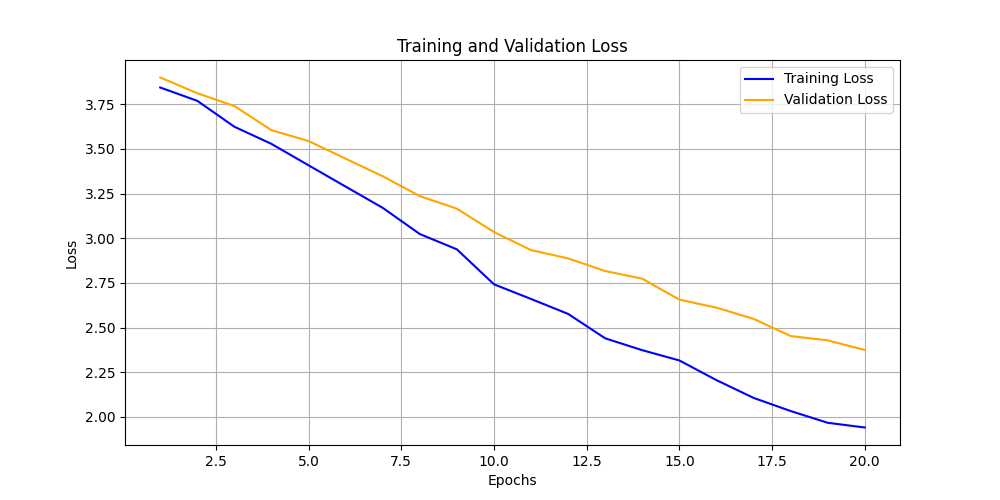 Training and Validation Loss
Training Loss
Validation Loss
3.75
3.50
3.25
3.00
2.75
2.50
2.25
2.00
Loss
2.5 5.0 7.5 10.0 12.5 15.0 17.5 20.0
Epochs